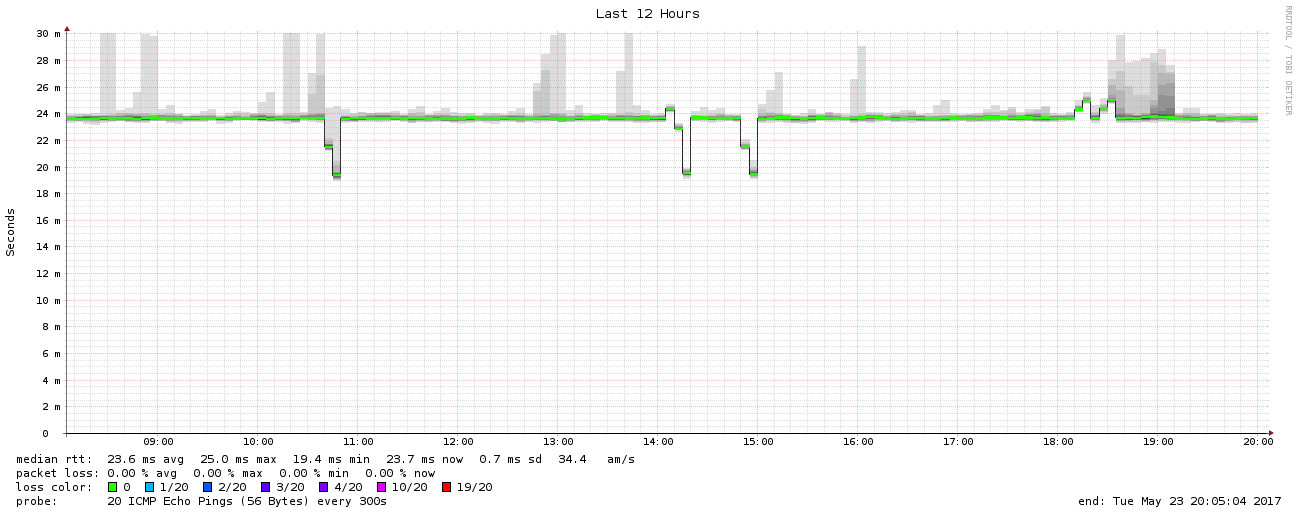 Last 12 Hours
RRDTOOL / TOBI OETIKER
Seconds
30 m
28 m
26 m
24 m
22 m
20 m
18 m
16 m
14 m
12 m
10 m
8 m
6 m
4 m
2 m
0
09:00 10:00 11:00 12:00 13:00 14:00 15:00 16:00 17:00 18:00 19:00 20:00
median rtt: 23.6 ms avg 25.0 ms max 19.4 ms min 23.7 ms now 0.7 ms sd 34.4 am/s
packet loss: 0.00 % avg 0.00 % max 0.00 % min 0.00 % now
loss color: 0 1/20 2/20 3/20 4/20 10/20 19/20
probe: 20 ICMP Echo Pings (56 Bytes) every 300s end: Tue May 23 20:05:04 2017